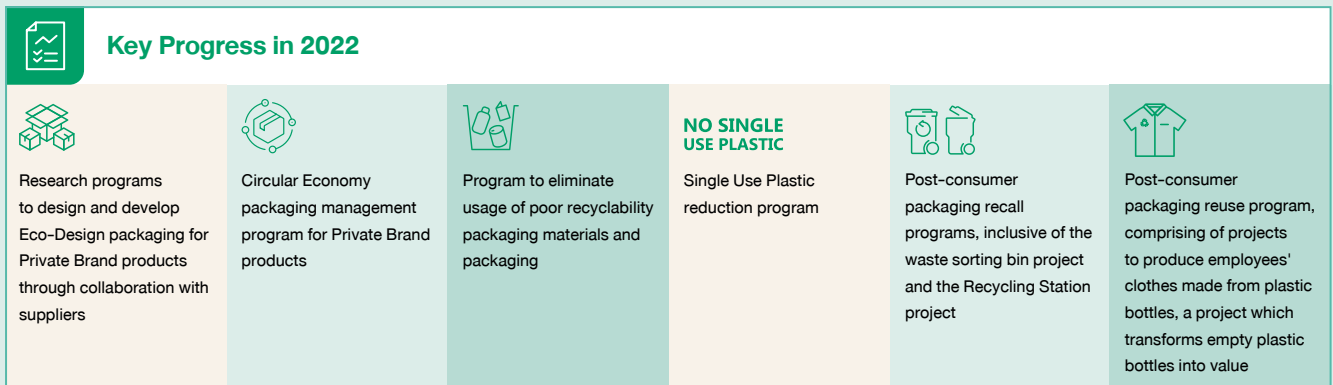 Key Progress in 2022
Research programs
to design and develop
Eco-Design packaging for
Private Brand products
through collaboration with
suppliers
Circular Economy
packaging management
program for Private Brand
products
Program to eliminate
usage of poor recyclability
packaging materials and
packaging
NO SINGLE
USE PLASTIC
Single Use Plastic
reduction program
Post-consumer
packaging recall
programs, inclusive of the
waste sorting bin project
and the Recycling Station
project
Post-consumer
packaging reuse program,
comprising of projects
to produce employees'
clothes made from plastic
bottles, a project which
transforms empty plastic
bottles into value